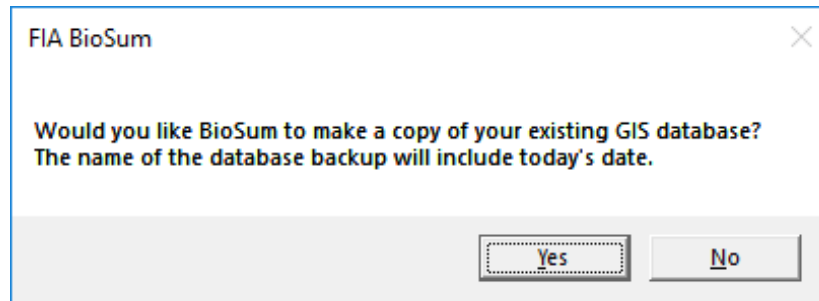 FIA BioSum
Would you like BioSum to make a copy of your existing GIS database?
The name of the database backup will include today's date.
Yes
No